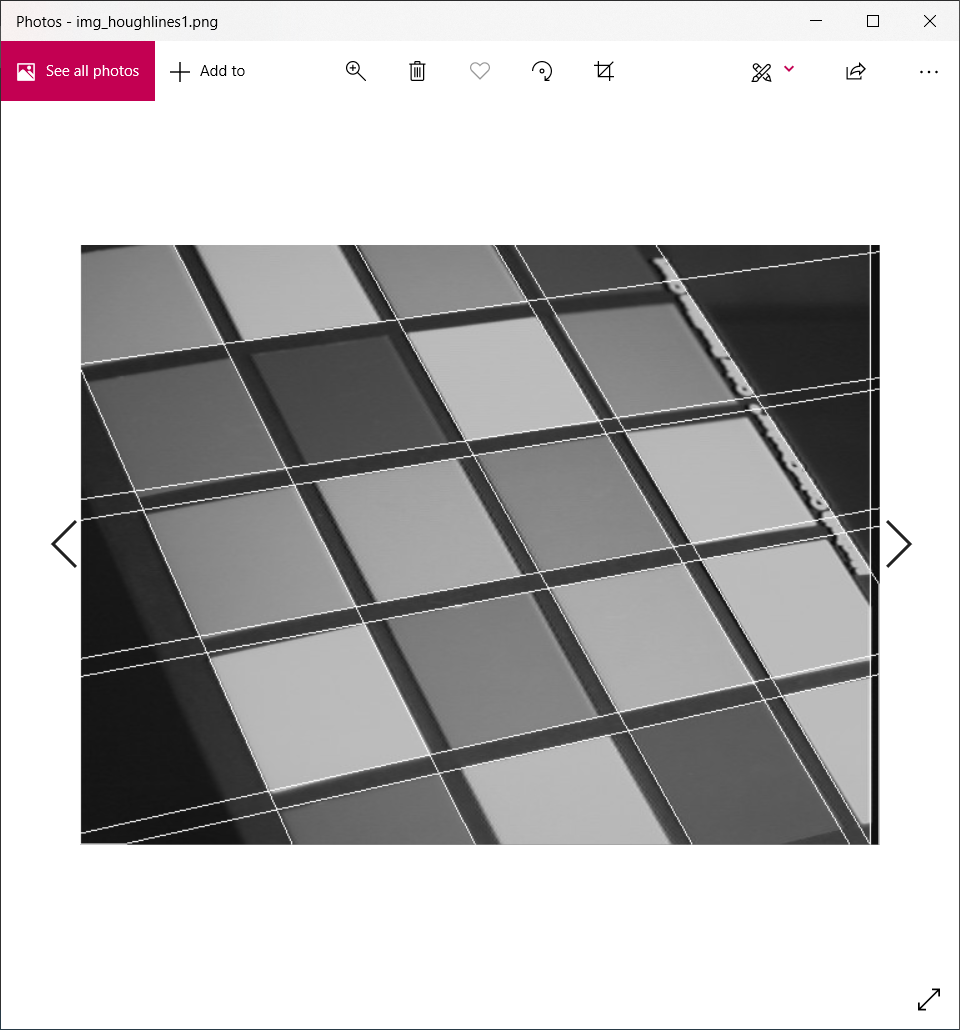 Photos - img_houghlines1.png
See all photos
Add to